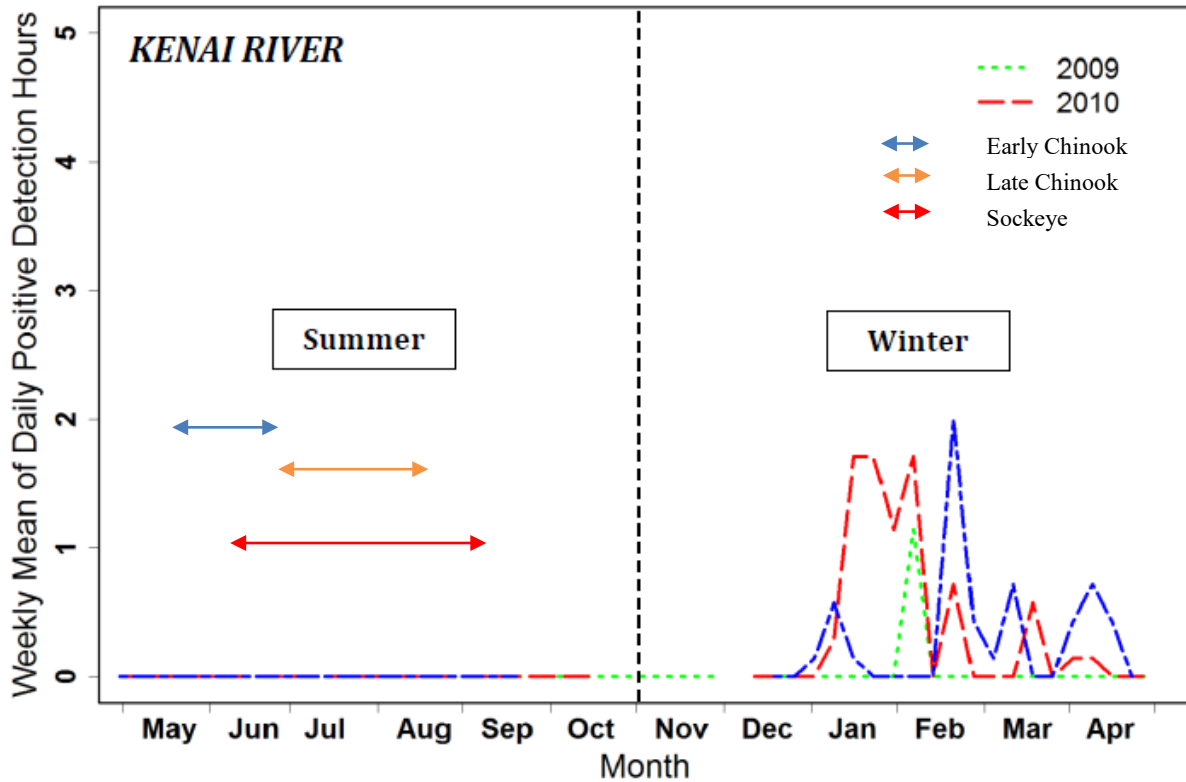 KENAI RIVER
2009
2010
Early Chinook
Late Chinook
Sockeye
Summer
Winter
Weekly Mean of Daily Positive Detection Hours
5
4
3
2
1
0
May Jun Jul Aug Sep Oct Nov Dec Jan Feb Mar Apr
Month